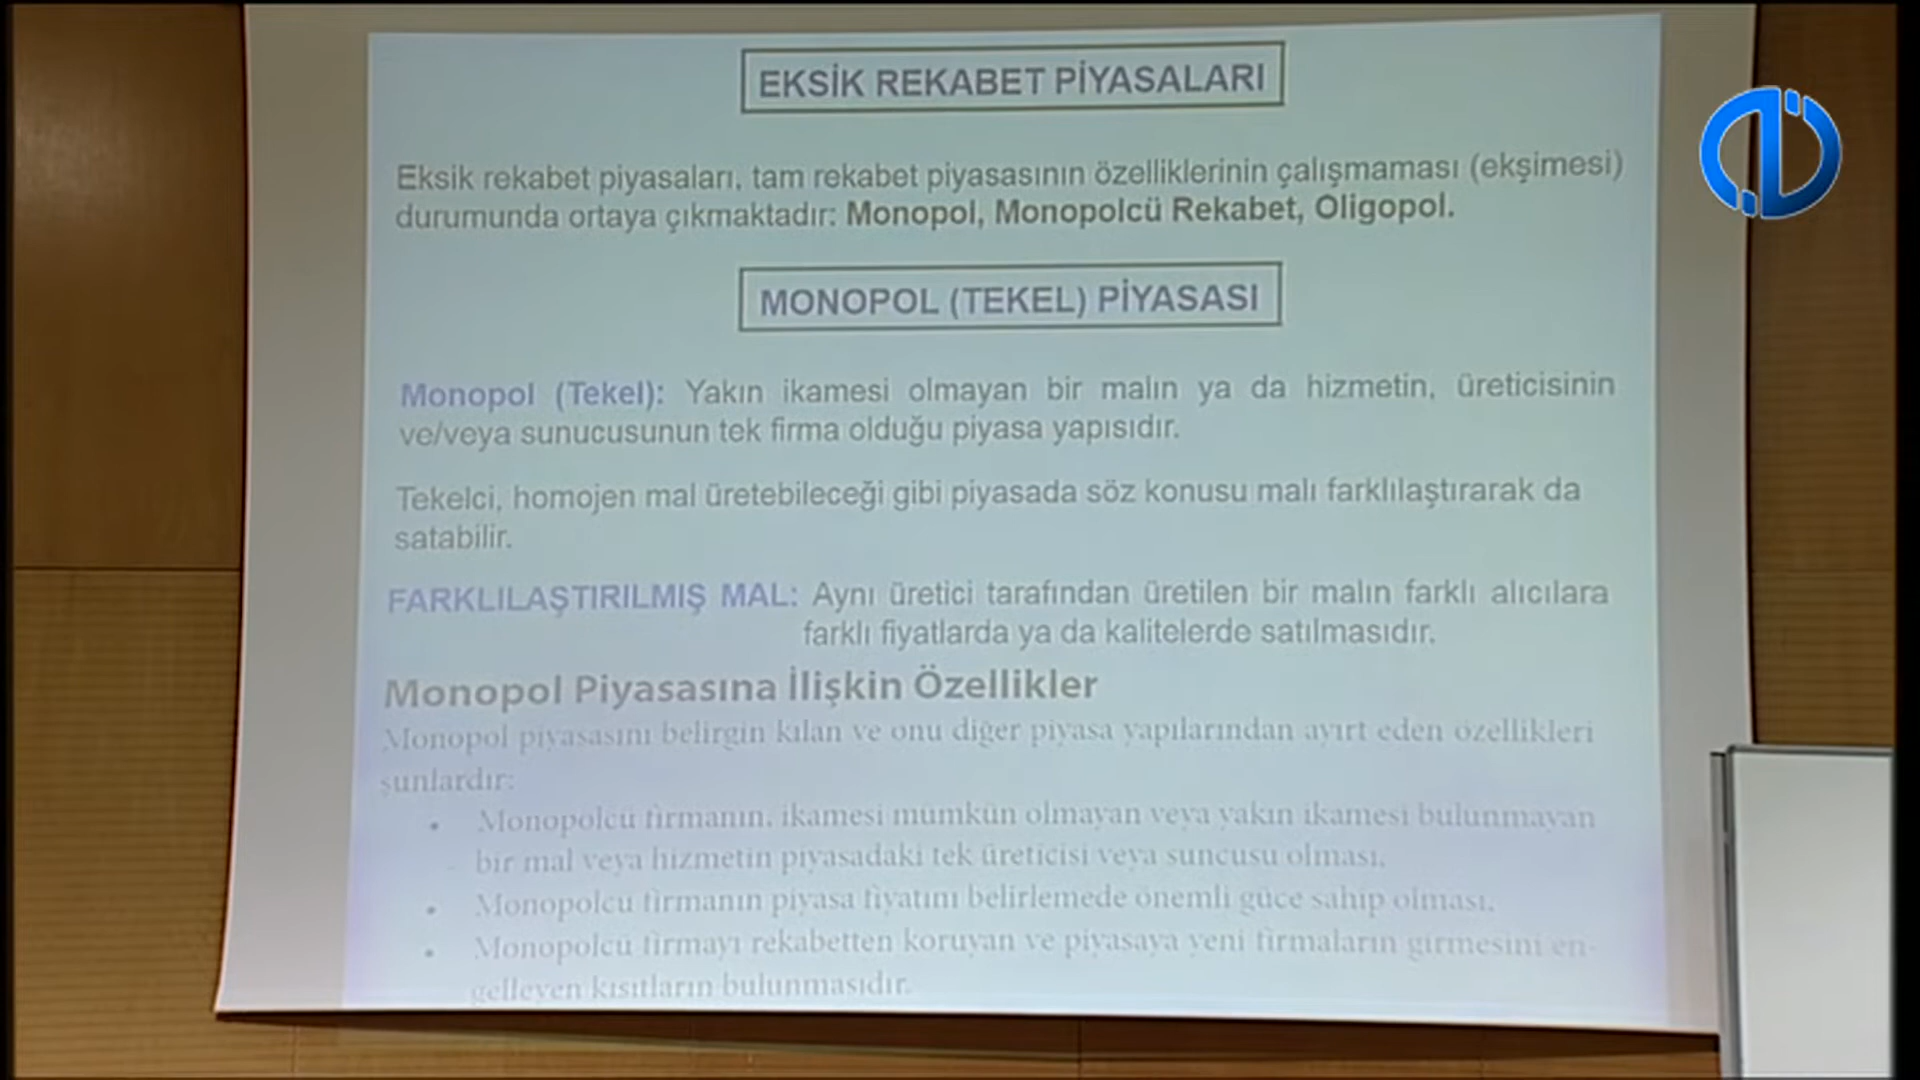 EKSİK REKABET PİYASALARI
Eksik rekabet piyasaları, tam rekabet piyasasının özelliklerinin çalışmaması (ekşimesi)
durumunda ortaya çıkmaktadır: Monopol, Monopolcü Rekabet, Oligopol.
MONOPOL (TEKEL) PİYASASI
Monopol (Tekel): Yakın ikamesi olmayan bir malın ya da hizmetin, üreticisinin
ve/veya sunucusunun tek firma olduğu piyasa yapısıdır.
Tekelci, homojen mal üretebileceği gibi piyasada söz konusu malı farklılaştırarak da
satabilir.
FARKLILAŞTIRILMIŞ MAL: Aynı üretici tarafından üretilen bir malın farklı alıcılara
farklı fiyatlarda ya da kalitelerde satılmasıdır.
Monopol Piyasasına İlişkin Özellikler
Monopol piyasasını belirgin kılan ve onu diğer piyasa yapılarından ayırt eden özellikleri
şunlardır:
• Monopolcü firmanın, ikamesi mümkün olmayan veya yakın ikamesi bulunmayan
bir mal veya hizmetin piyasadaki tek üreticisi veya suncusu olması,
• Monopolcü firmanın piyasa fiyatını belirlemede önemli güce sahip olması,
• Monopolcü firmayı rekabetten koruyan ve piyasaya yeni firmaların girmesini en-
gelleyen kısıtların bulunmasıdır.